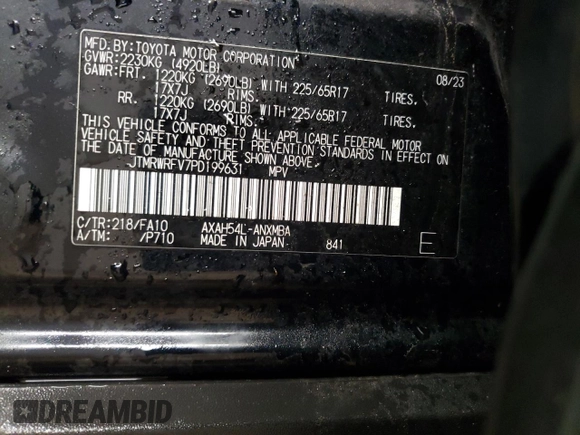 MFD.BY:TOYOTA MOTOR CORPORATION
08/23
GVWR:2230KG (4920LB)
GAWR:FRT. 1220KG (2690LB) WITH 225/65R17 TIRES.
17X7J RIMS.
RR. 1220KG (2690LB) WITH 225/65R17 TIRES.
17X7J RIMS.
THIS VEHICLE CONFORMS TO ALL APPLICABLE FEDERAL MOTOR
VEHICLE SAFETY AND THEFT PREVENTION STANDARDS IN EFFECT ON
THE DATE OF MANUFACTURE SHOWN ABOVE.
JTMRWRFV7PD199631 MPV
C/TR:218/FA10 AXAH54L-ANXMBA
A/TM: /P710 MADE IN JAPAN 841 E
DREAMBID